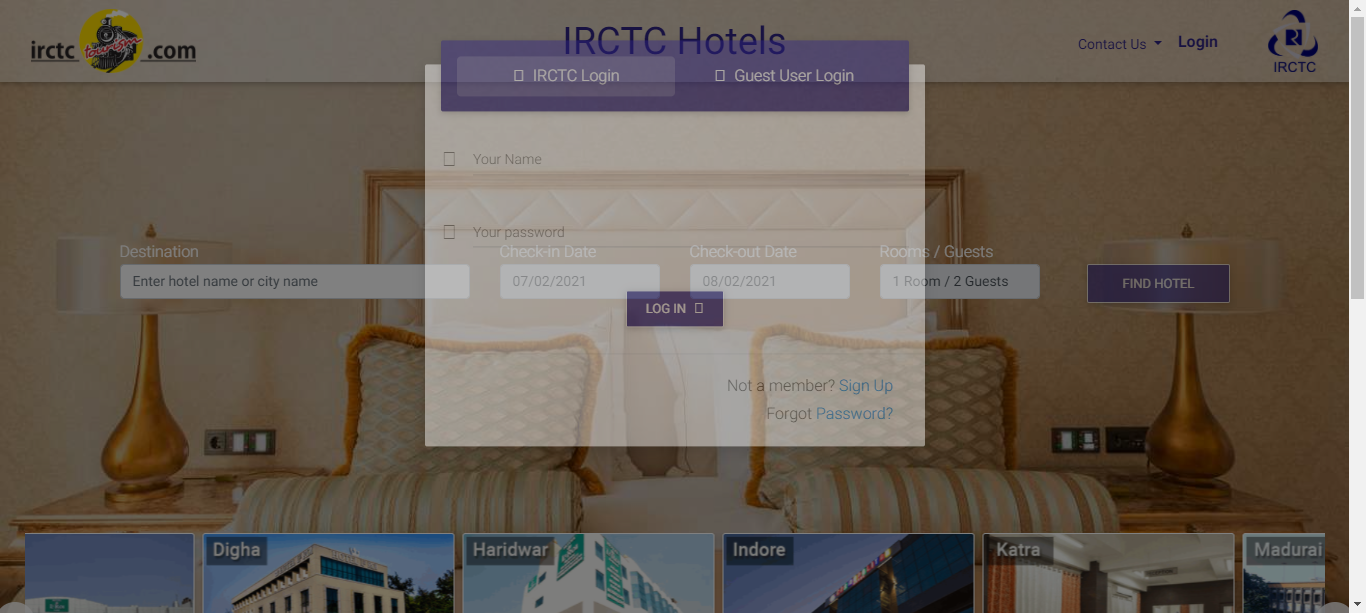 irctc tourism .com
IRCTC Hotels
Contact Us
Login
IRCTC
IRCTC Login
Guest User Login
Your Name
Your password
Destination
Check-in Date
Check-out Date
Rooms / Guests
Enter hotel name or city name
07/02/2021
08/02/2021
1 Room / 2 Guests
FIND HOTEL
LOG IN
Not a member? Sign Up
Forgot Password?
Digha
Haridwar
Indore
Katra
Madurai